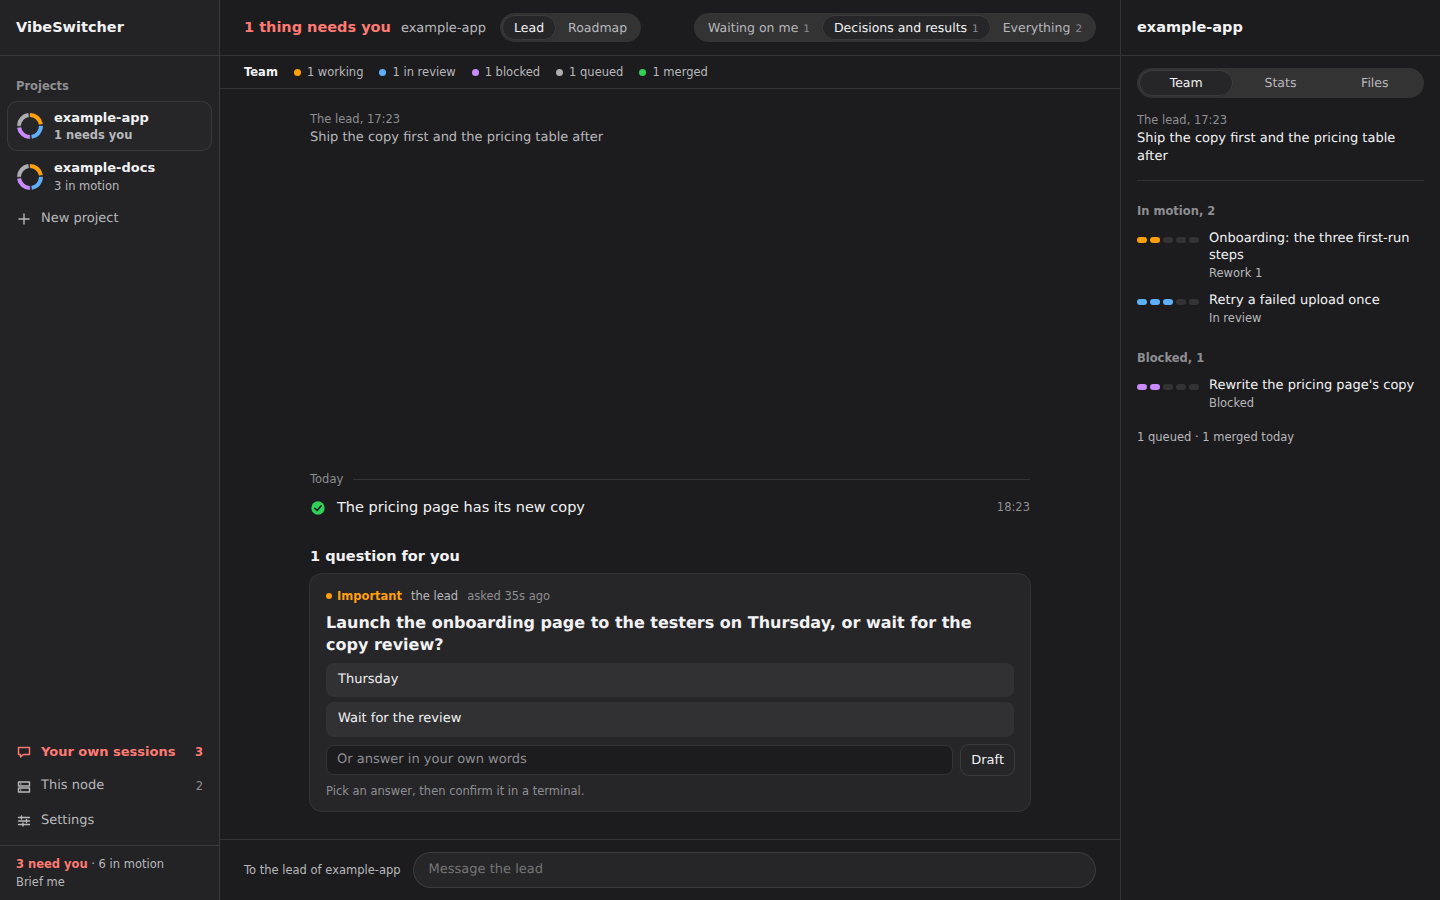 VibeSwitcher
Projects
example-app
1 needs you
example-docs
3 in motion
New project
Your own sessions 3
This node 2
Settings
3 need you · 6 in motion
Brief me
1 thing needs you example-app Lead Roadmap Waiting on me 1 Decisions and results 1 Everything 2
Team 1 working 1 in review 1 blocked 1 queued 1 merged
The lead, 17:23
Ship the copy first and the pricing table after
Today
The pricing page has its new copy 18:23
1 question for you
Important the lead asked 35s ago
Launch the onboarding page to the testers on Thursday, or wait for the
copy review?
Thursday
Wait for the review
Or answer in your own words Draft
Pick an answer, then confirm it in a terminal.
To the lead of example-app Message the lead
example-app
Team Stats Files
The lead, 17:23
Ship the copy first and the pricing table
after
In motion, 2
Onboarding: the three first-run
steps
Rework 1
Retry a failed upload once
In review
Blocked, 1
Rewrite the pricing page's copy
Blocked
1 queued · 1 merged today